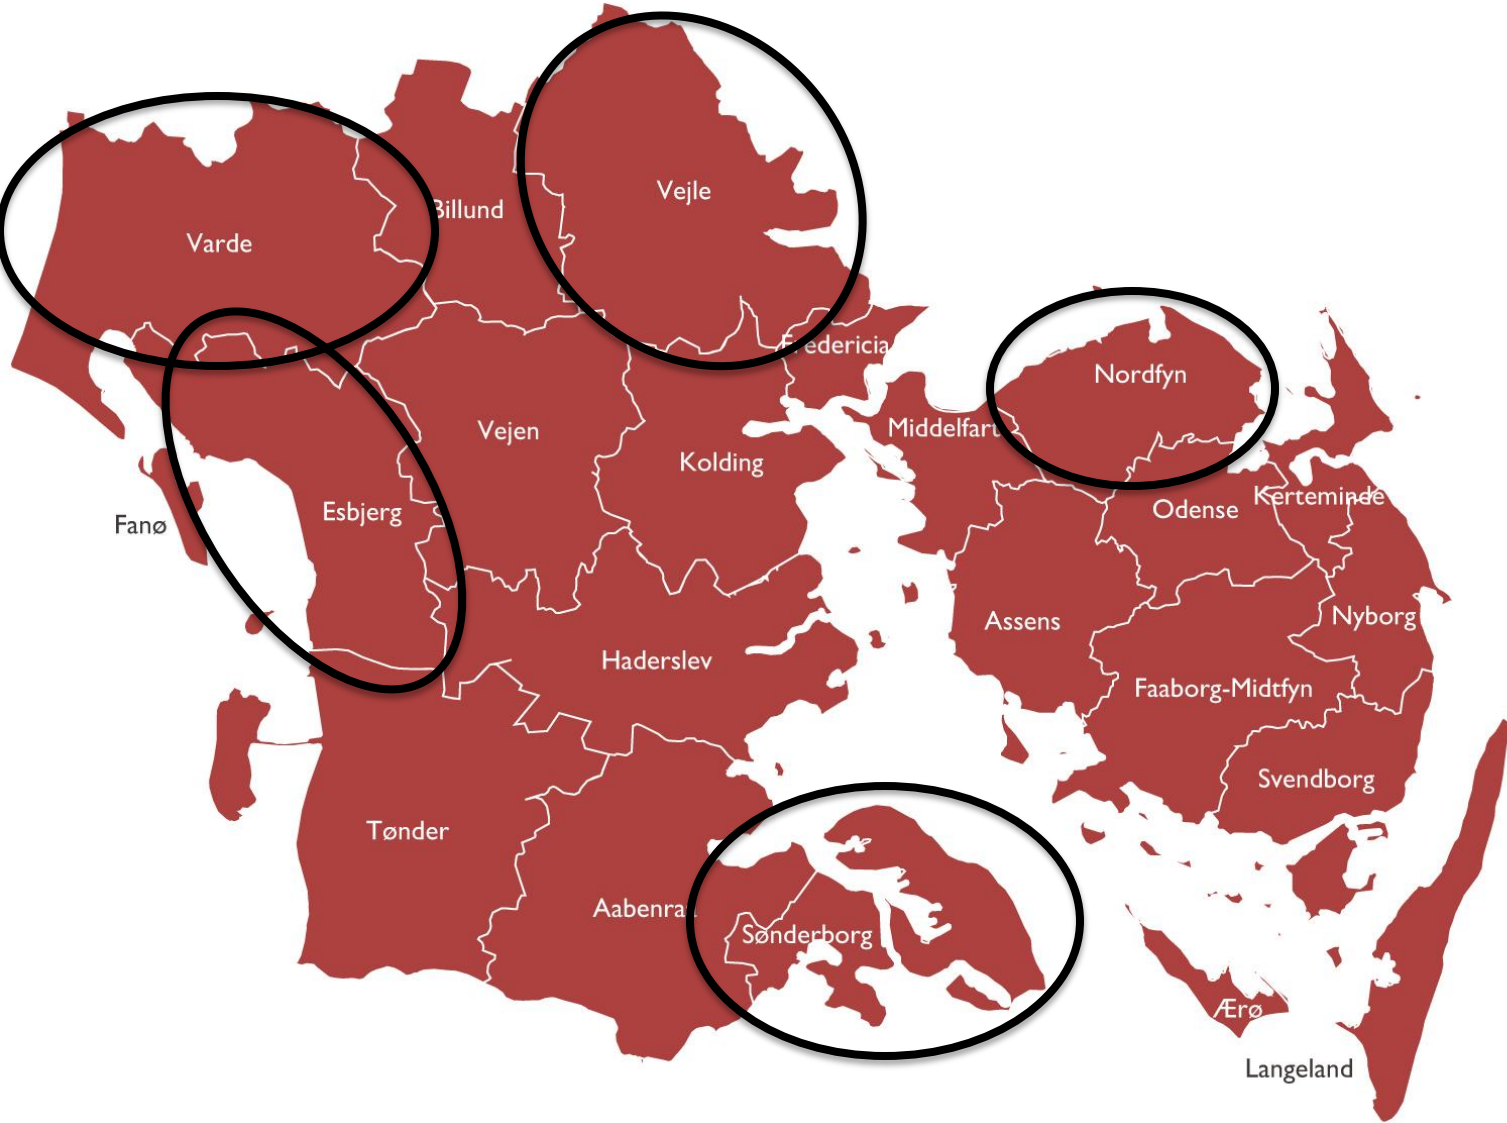 Vejle
Billund
Varde
Fredericia
Nordfyn
Middelfart
Vejen
Kolding
Kerteminde
Odense
Esbjerg
Fanø
Nyborg
Assens
Haderslev
Faaborg-Midtfyn
Svendborg
Tønder
Aabenraa
Sønderborg
Ærø
Langeland